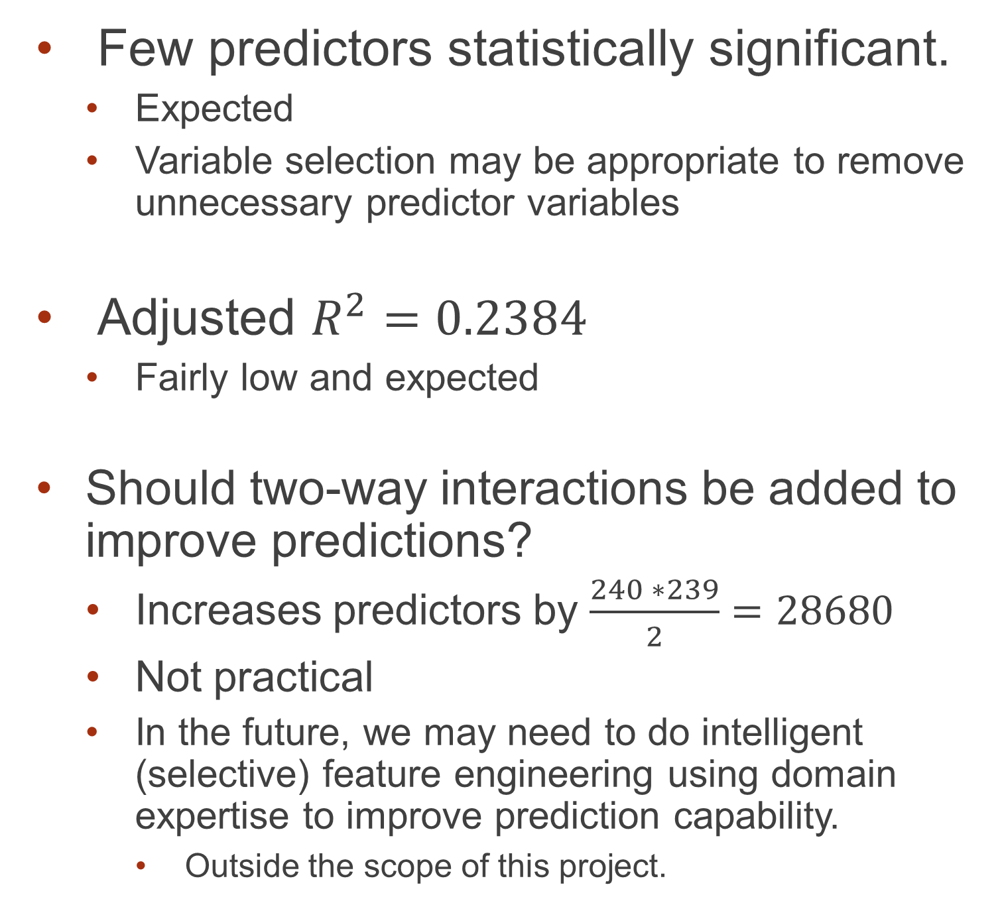 • Few predictors statistically significant.
• Expected
• Variable selection may be appropriate to remove
unnecessary predictor variables
• Adjusted R² = 0.2384
• Fairly low and expected
• Should two-way interactions be added to
improve predictions?
• Increases predictors by 240 *239 / 2 = 28680
• Not practical
• In the future, we may need to do intelligent
(selective) feature engineering using domain
expertise to improve prediction capability.
• Outside the scope of this project.